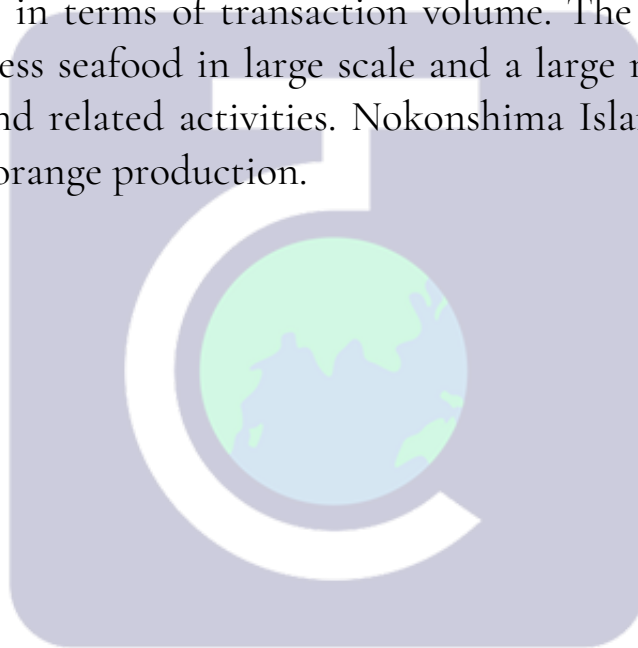 in terms of transaction volume. The
ess seafood in large scale and a large
nd related activities. Nokonshima
orange production.